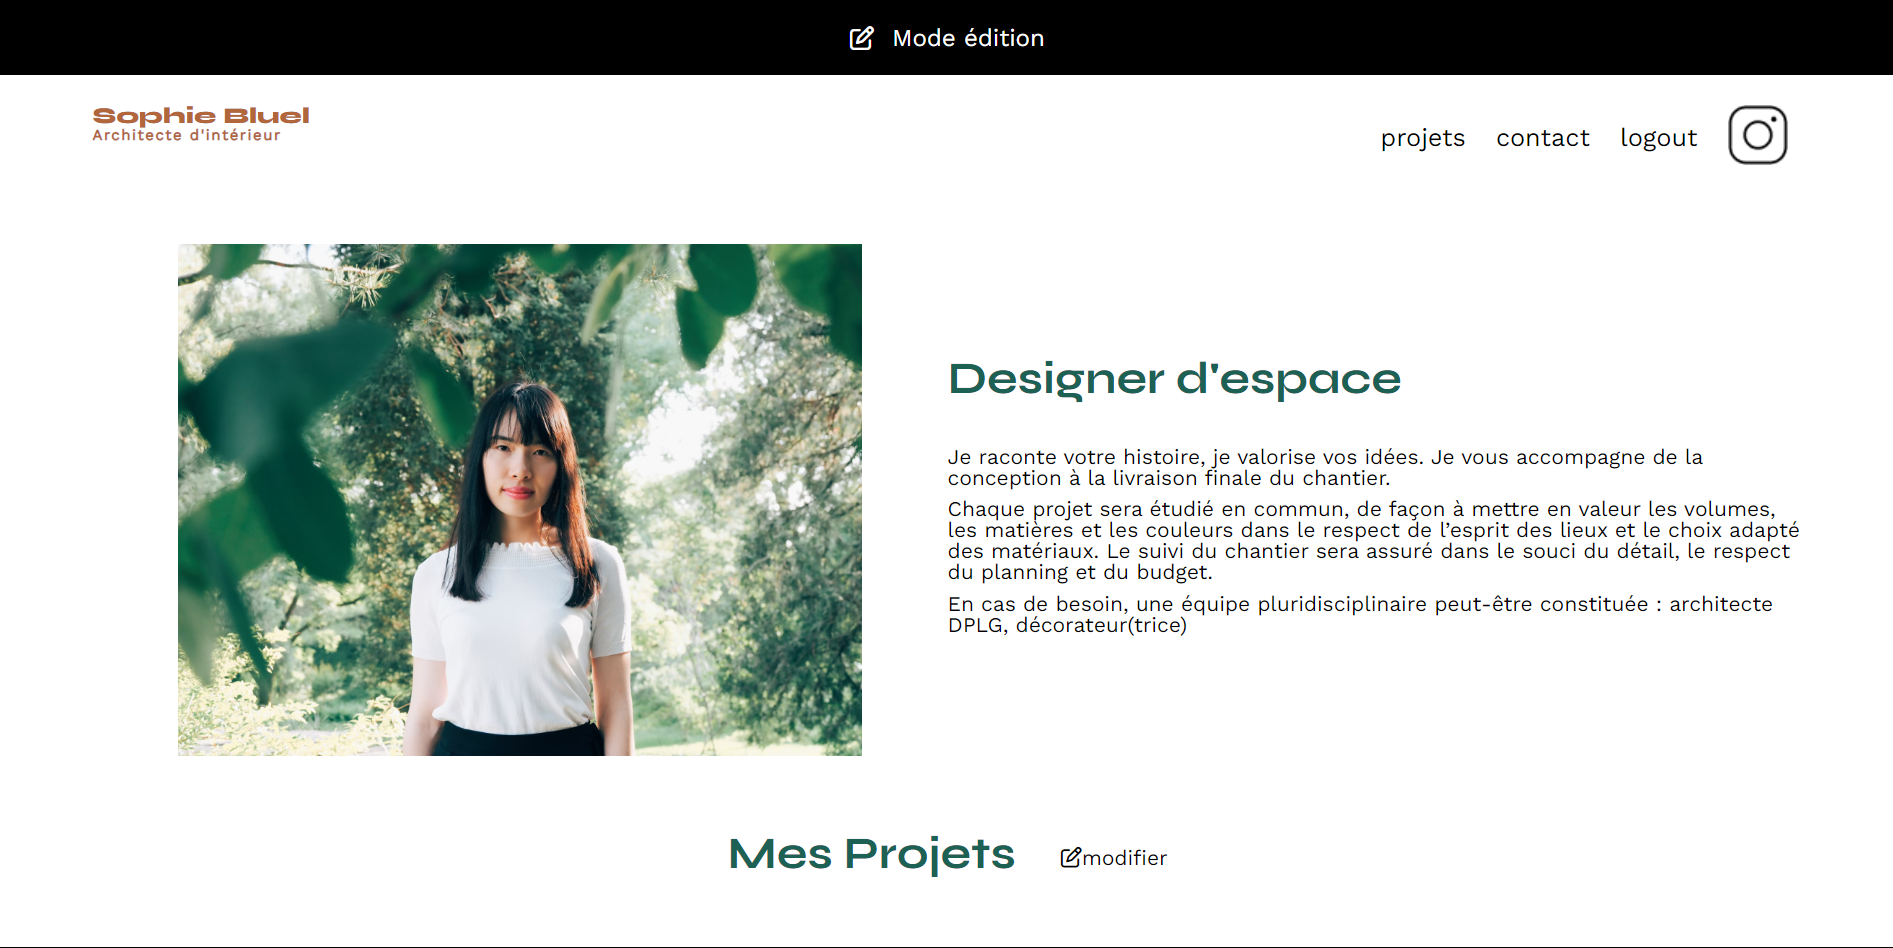 Mode édition
Sophie Bluel
Architecte d'intérieur
projets contact logout
Designer d'espace
Je raconte votre histoire, je valorise vos idées. Je vous accompagne de la
conception à la livraison finale du chantier.
Chaque projet sera étudié en commun, de façon à mettre en valeur les volumes,
les matières et les couleurs dans le respect de l’esprit des lieux et le choix adapté
des matériaux. Le suivi du chantier sera assuré dans le souci du détail, le respect
du planning et du budget.
En cas de besoin, une équipe pluridisciplinaire peut-être constituée : architecte
DPLG, décorateur(trice)
Mes Projets modifier